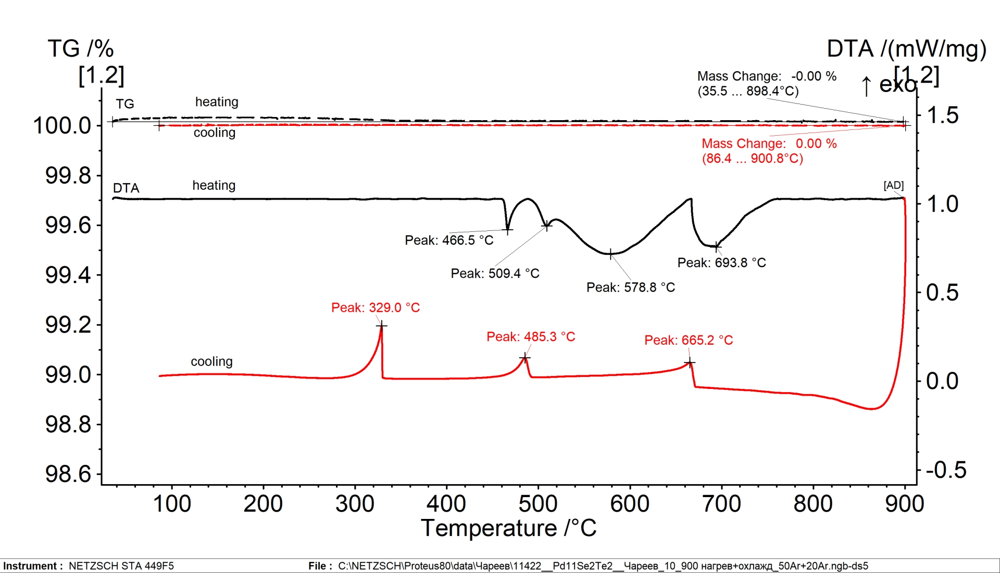 TG /%
[1.2]
DTA /(mW/mg)
[1.2]
↑ exo
Mass Change: -0.00 %
(35.5 ... 898.4°C)
TG
heating
100.0
cooling
1.5
Mass Change: 0.00 %
(86.4 ... 900.8°C)
99.8
DTA
heating
[AD]
1.0
99.6
Peak: 466.5 °C
Peak: 693.8 °C
Peak: 509.4 °C
99.4
Peak: 578.8 °C
0.5
Peak: 329.0 °C
99.2
Peak: 485.3 °C
Peak: 665.2 °C
cooling
99.0
0.0
98.8
98.6
-0.5
100 200 300 400 500 600 700 800 900
Temperature /°C
Instrument : NETZSCH STA 449F5 File : C:\NETZSCH\Proteus80\data\Чареев\11422__Pd11Se2Te2__Чареев_10_900 нагрев+охлажд_50Ar+20Ar.ngb-ds5